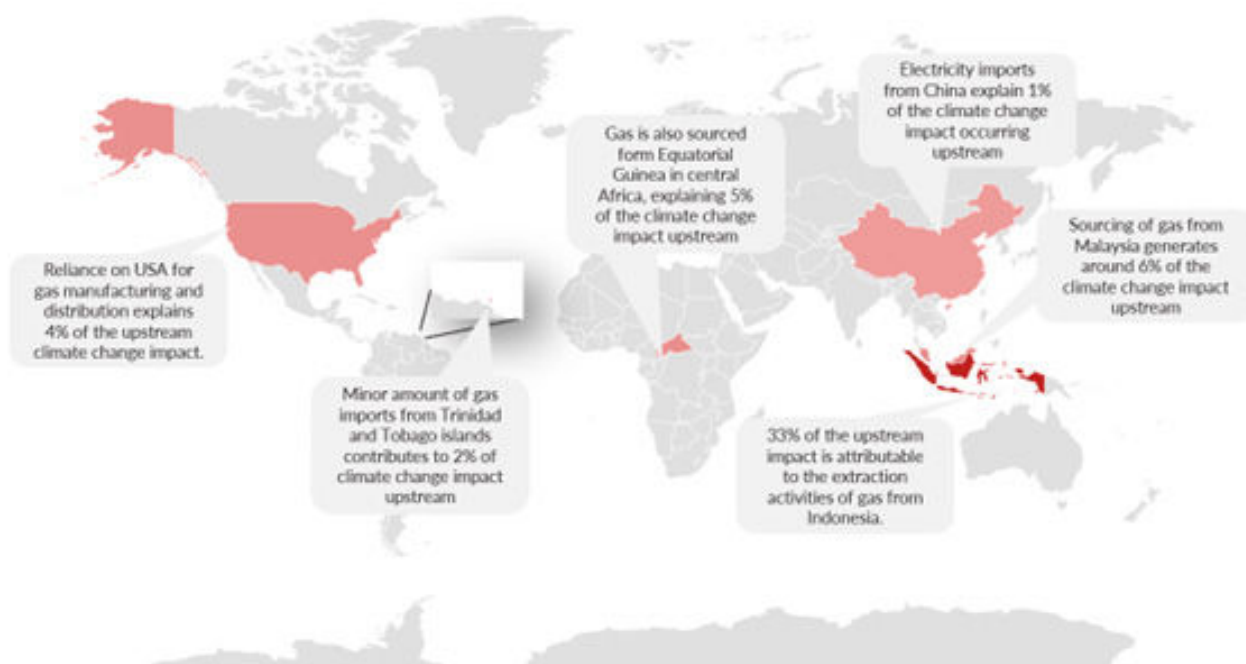 Electricity imports
from China explain 1%
of the climate change
impact occurring
upstream
Gas is also sourced
form Equatorial
Guinea in central
Africa, explaining 5%
of the climate change
impact upstream
Sourcing of gas from
Malaysia generates
around 6% of the
climate change impact
upstream
Reliance on USA for
gas manufacturing and
distribution explains
4% of the upstream
climate change impact.
Minor amount of gas
imports from Trinidad
and Tobago islands
contributes to 2% of
climate change impact
upstream
33% of the upstream
impact is attributable
to the extraction
activities of gas from
Indonesia.